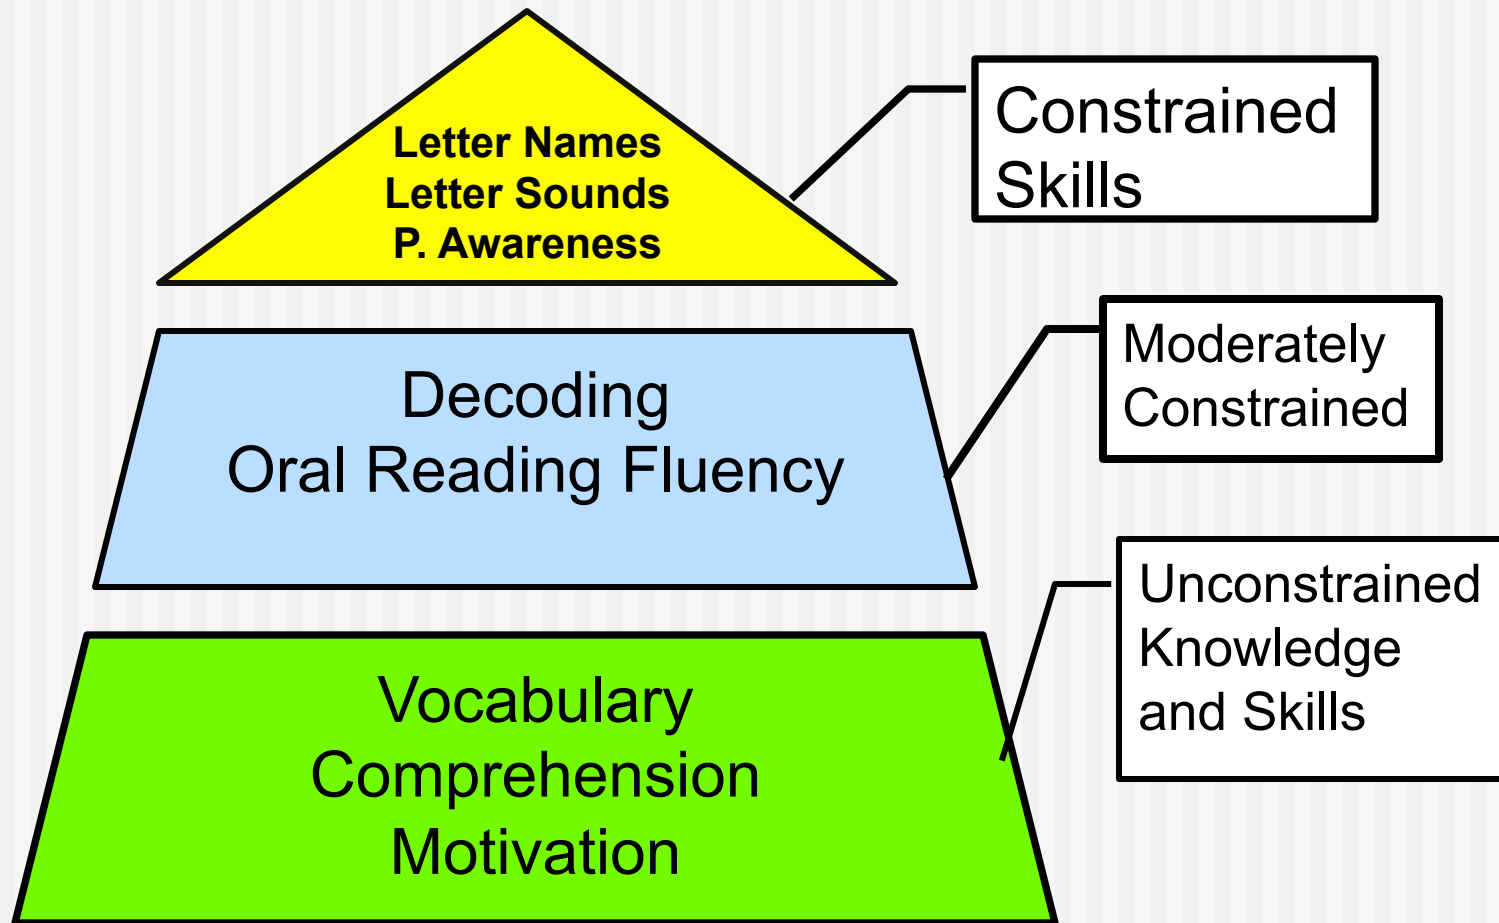 Letter Names
Letter Sounds
P. Awareness
Constrained
Skills
Decoding
Oral Reading Fluency
Moderately
Constrained
Vocabulary
Comprehension
Motivation
Unconstrained
Knowledge
and Skills